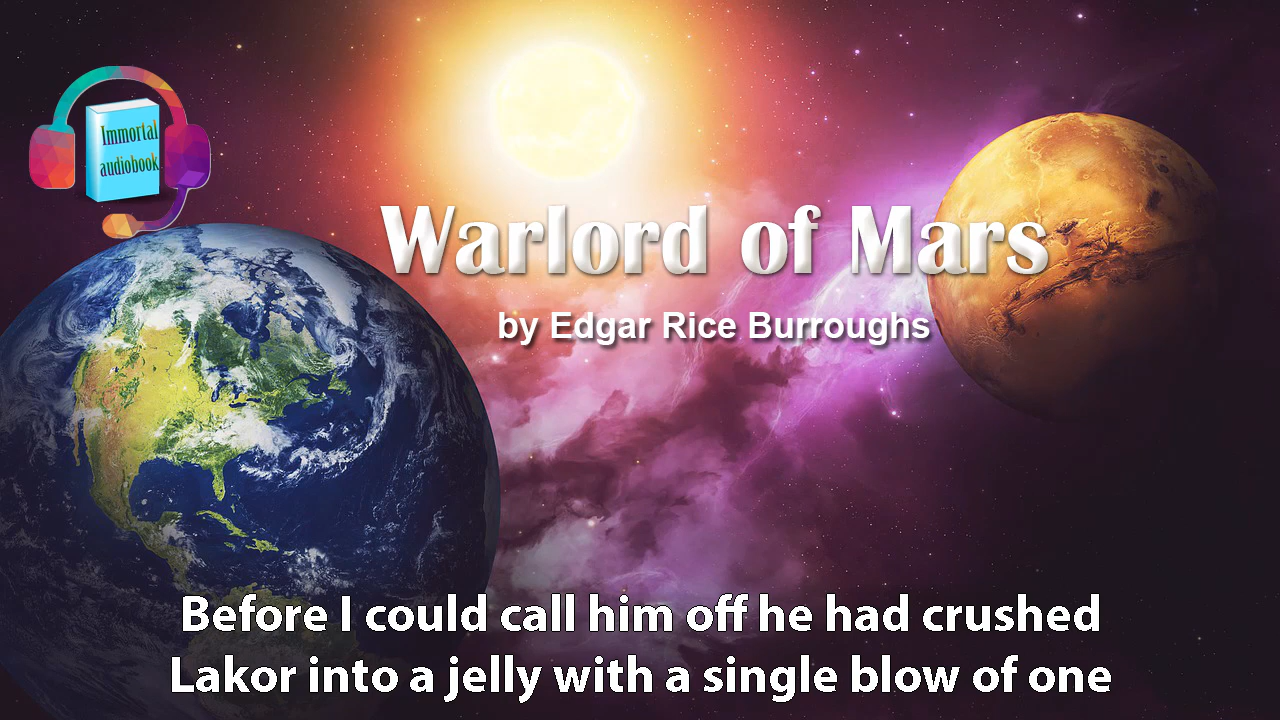 Immortal
audiobook
Warlord of Mars
by Edgar Rice Burroughs
Before I could call him off he had crushed
Lakor into a jelly with a single blow of one